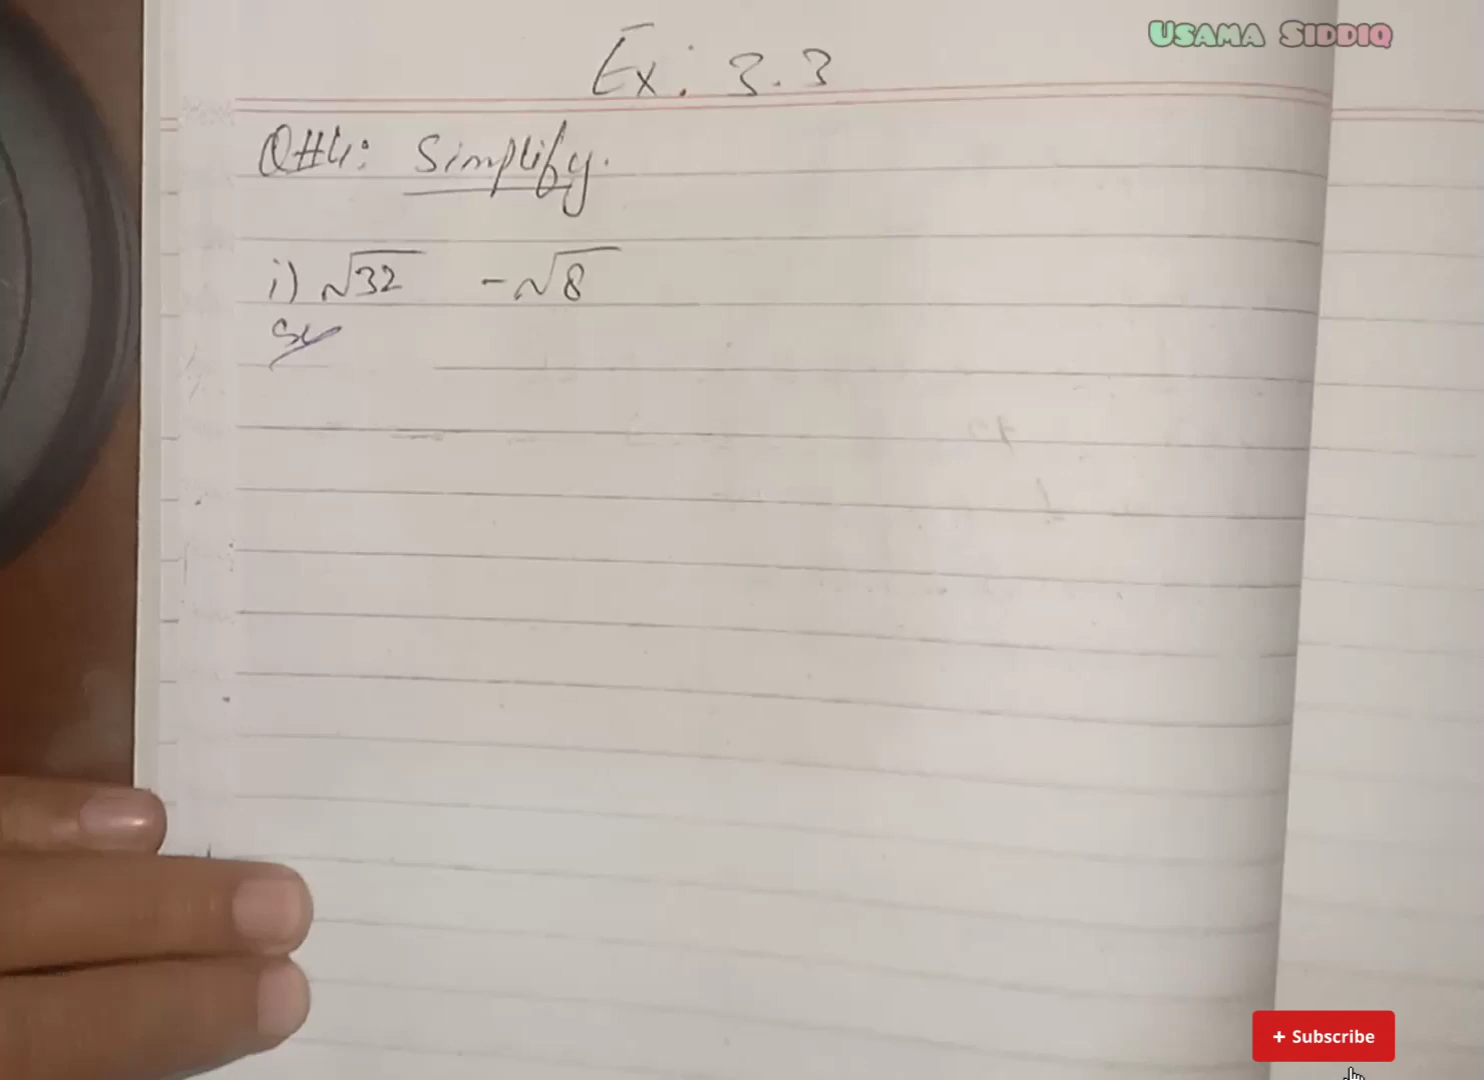 USAMA SIDDIQ
Ex: 3.3
Q#4: Simplify.
i) √32 - √8
Sol
+ Subscribe